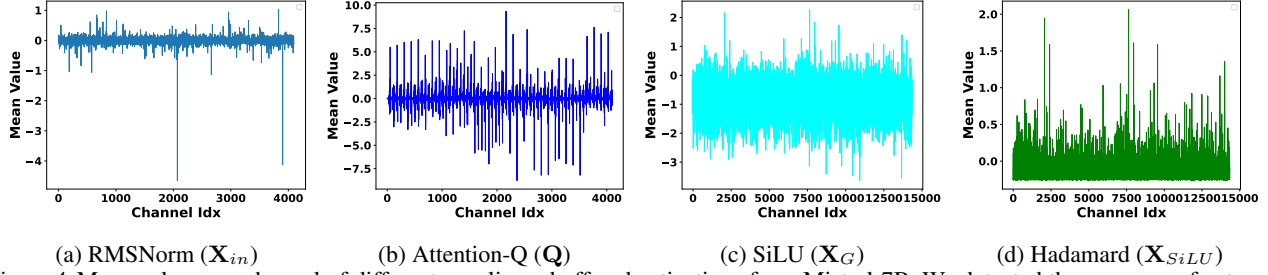 1
0
−1
−2
−3
−4
Mean Value
0 1000 2000 3000 4000
Channel Idx
(a) RMSNorm (X_in)
10.0
7.5
5.0
2.5
0.0
−2.5
−5.0
−7.5
Mean Value
0 1000 2000 3000 4000
Channel Idx
(b) Attention-Q (Q)
2
1
0
−1
−2
−3
Mean Value
0 2500 5000 7500 10000 12500 15000
Channel Idx
(c) SiLU (X_G)
2.0
1.5
1.0
0.5
0.0
Mean Value
0 2500 5000 7500 10000 12500 15000
Channel Idx
(d) Hadamard (X_SiLU)